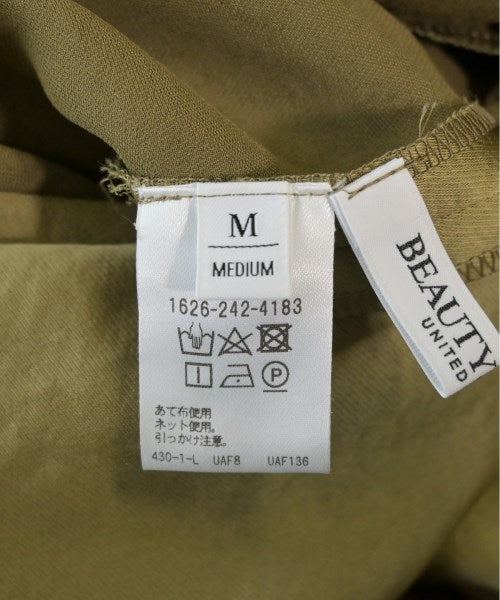 M
MEDIUM
1626-242-4183
あて布使用
ネット使用。
引っかけ注意。
430-1-L UAF8 UAF136
BEAUTY
UNITED